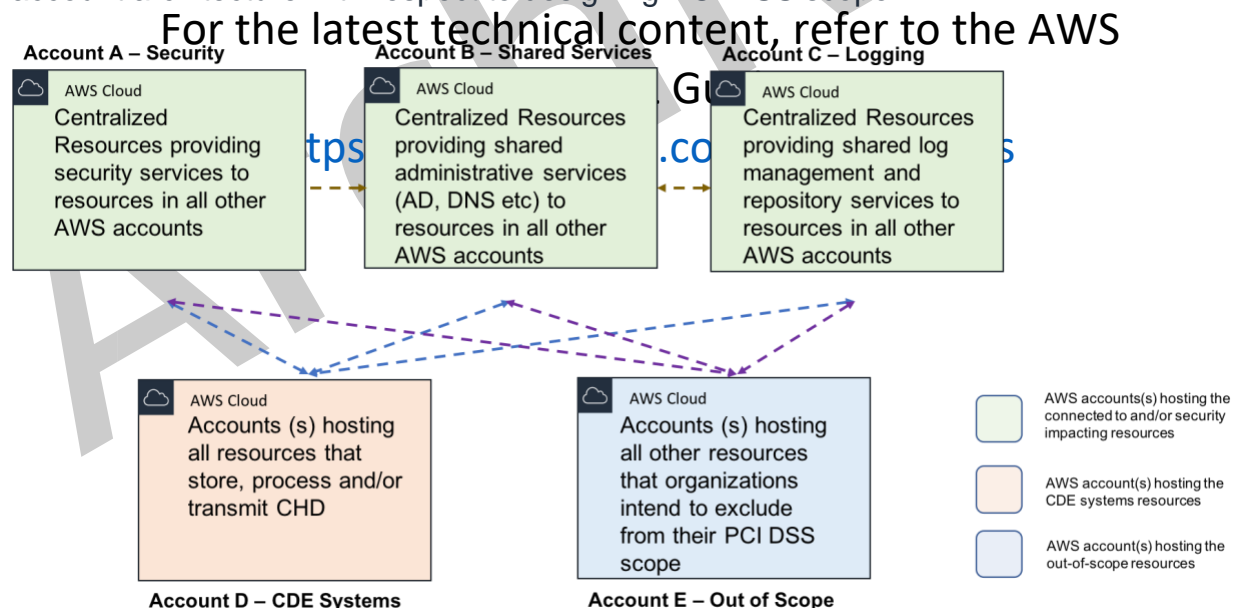 For the latest technical content, refer to the AWS
Account A – Security
Account B – Shared Services
Account C – Logging
AWS Cloud
Centralized
Resources providing
security services to
resources in all other
AWS accounts
AWS Cloud
Centralized Resources
providing shared
administrative services
(AD, DNS etc) to
resources in all other
AWS accounts
AWS Cloud
Centralized Resources
providing shared log
management and
repository services to
resources in all other
AWS accounts
AWS Cloud
Accounts (s) hosting
all resources that
store, process and/or
transmit CHD
Account D – CDE Systems
AWS Cloud
Accounts (s) hosting
all other resources
that organizations
intend to exclude
from their PCI DSS
scope
Account E – Out of Scope
AWS accounts(s) hosting the
connected to and/or security
impacting resources
AWS account(s) hosting the
CDE systems resources
AWS account(s) hosting the
out-of-scope resources